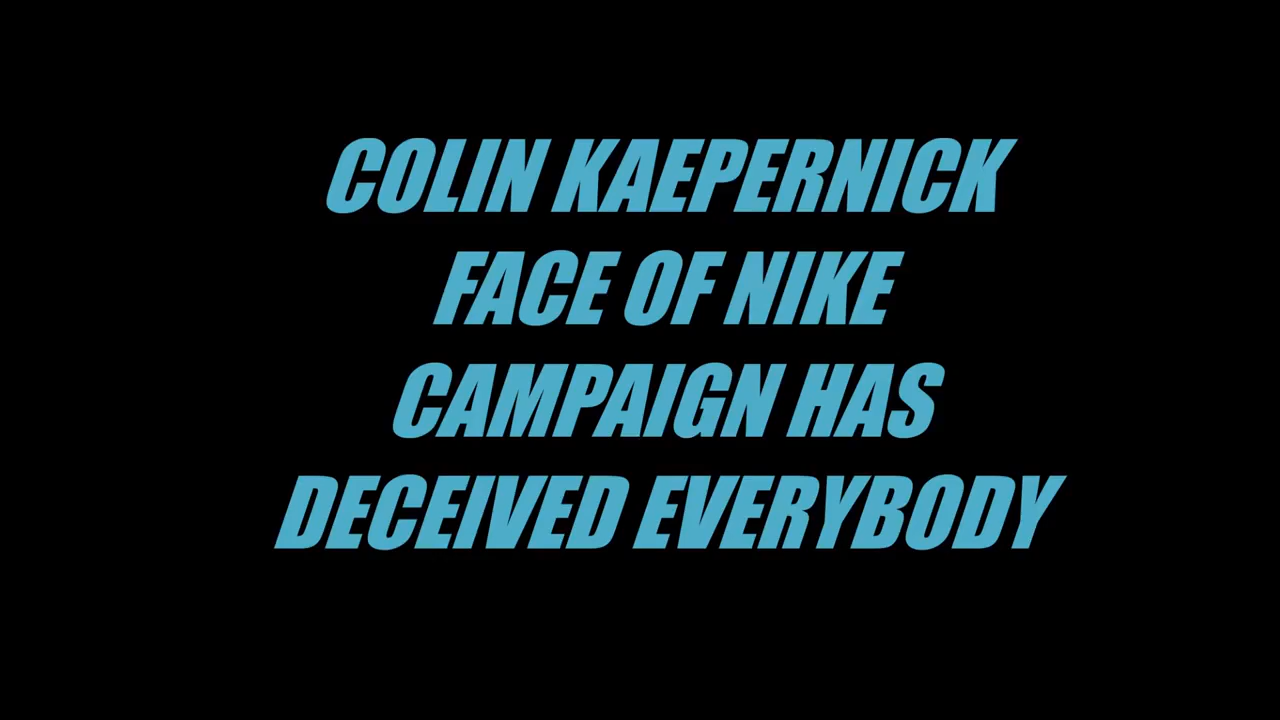 COLIN KAEPERNICK
FACE OF NIKE
CAMPAIGN HAS
DECEIVED EVERYBODY